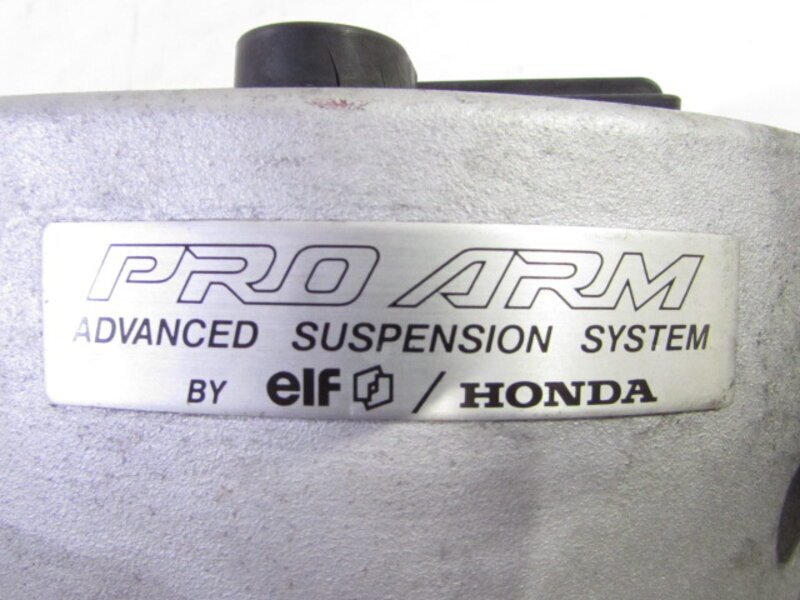 PRO ARM
ADVANCED SUSPENSION SYSTEM
BY elf / HONDA